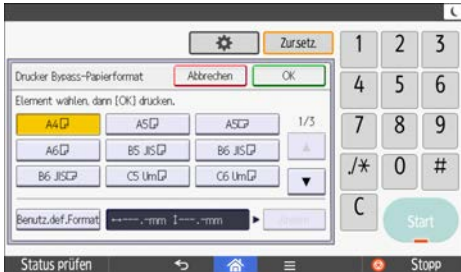 Zursetz.
1 2 3
Drucker Bypass-Papierformat Abbrechen OK
4 5 6
Element wählen, dann [OK] drucken.
A4 A5 A5 1/3
7 8 9
A6 B5 JIS B6 JIS
./* 0 #
B6 JIS C5 Um C6 Um ▼
C
Benutz.def.Format ↔---.-mm I---.-mm ►
Start
Status prüfen Stopp